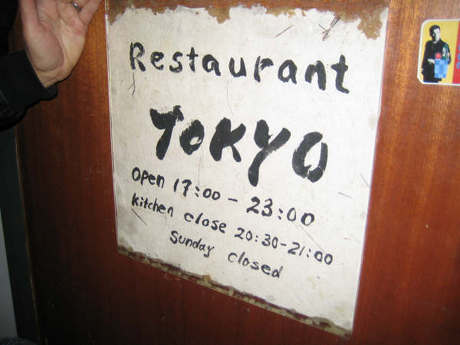 Restaurant
TOKYO
open 17:00 - 23:00
kitchen close 20:30-21:00
Sunday closed